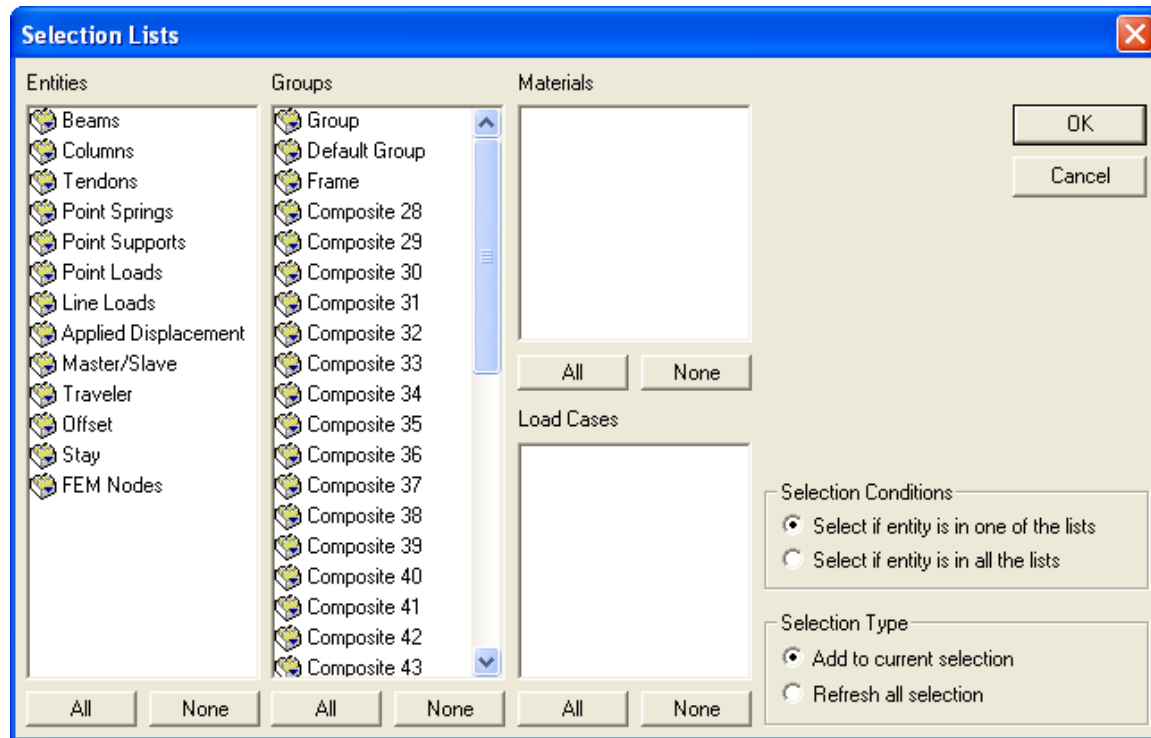 Selection Lists
Entities
Beams
Columns
Tendons
Point Springs
Point Supports
Point Loads
Line Loads
Applied Displacement
Master/Slave
Traveler
Offset
Stay
FEM Nodes
All
None
Groups
Group
Default Group
Frame
Composite 28
Composite 29
Composite 30
Composite 31
Composite 32
Composite 33
Composite 34
Composite 35
Composite 36
Composite 37
Composite 38
Composite 39
Composite 40
Composite 41
Composite 42
Composite 43
All
None
Materials
All
None
Load Cases
All
None
OK
Cancel
Selection Conditions
Select if entity is in one of the lists
Select if entity is in all the lists
Selection Type
Add to current selection
Refresh all selection